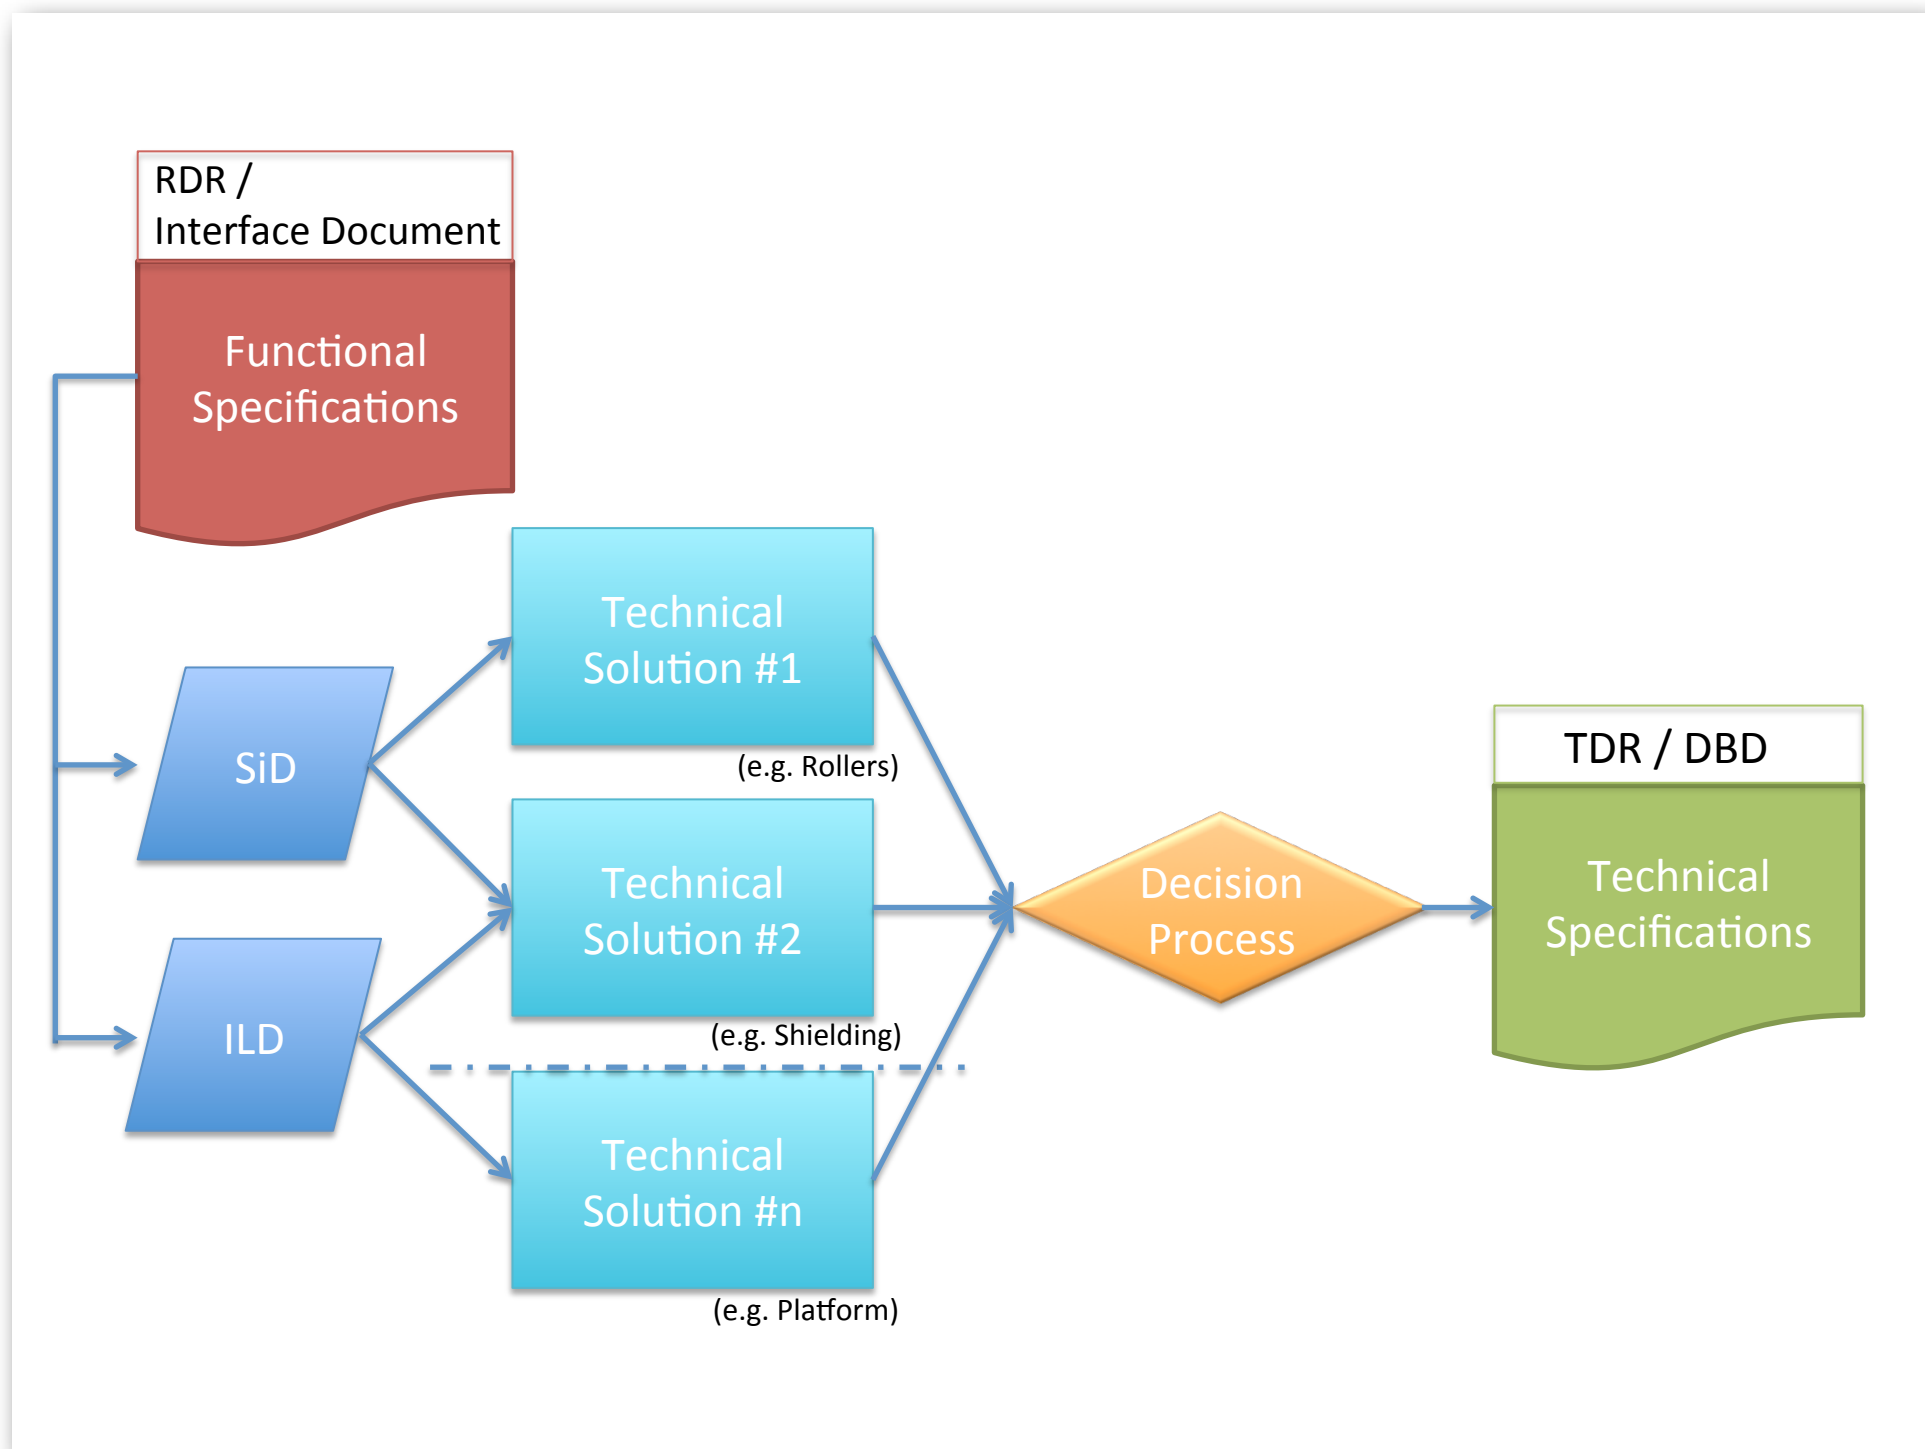 RDR /
Interface Document
Functional
Specifications
SiD
ILD
Technical
Solution #1
(e.g. Rollers)
Technical
Solution #2
(e.g. Shielding)
Technical
Solution #n
(e.g. Platform)
Decision
Process
TDR / DBD
Technical
Specifications